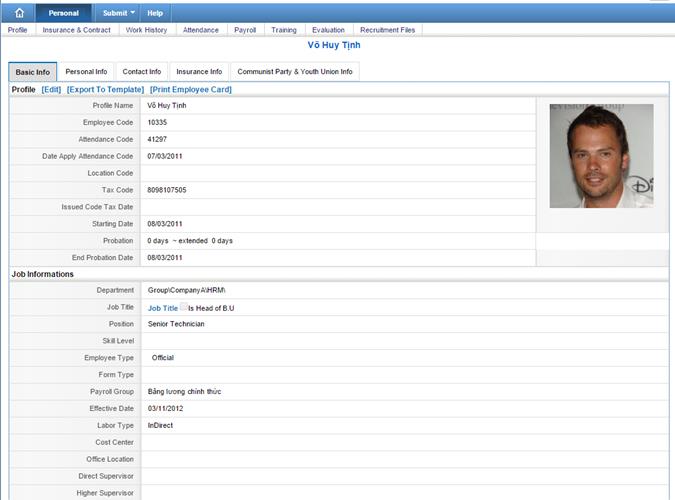 Personal Submit Help
Profile Insurance & Contract Work History Attendance Payroll Training Evaluation Recruitment Files
Võ Huy Tịnh
Basic Info Personal Info Contact Info Insurance Info Communist Party & Youth Union Info
Profile [Edit] [Export To Template] [Print Employee Card]
Profile Name Võ Huy Tịnh
Employee Code 10335
Attendance Code 41297
Date Apply Attendance Code 07/03/2011
Location Code
Tax Code 8098107505
Issued Code Tax Date
Starting Date 08/03/2011
Probation 0 days ~ extended 0 days
End Probation Date 08/03/2011
Job Informations
Department Group\CompanyA\HRM\
Job Title Job Title Is Head of B.U
Position Senior Technician
Skill Level
Employee Type Official
Form Type
Payroll Group Bảng lương chính thức
Effective Date 03/11/2012
Labor Type InDirect
Cost Center
Office Location
Direct Supervisor
Higher Supervisor